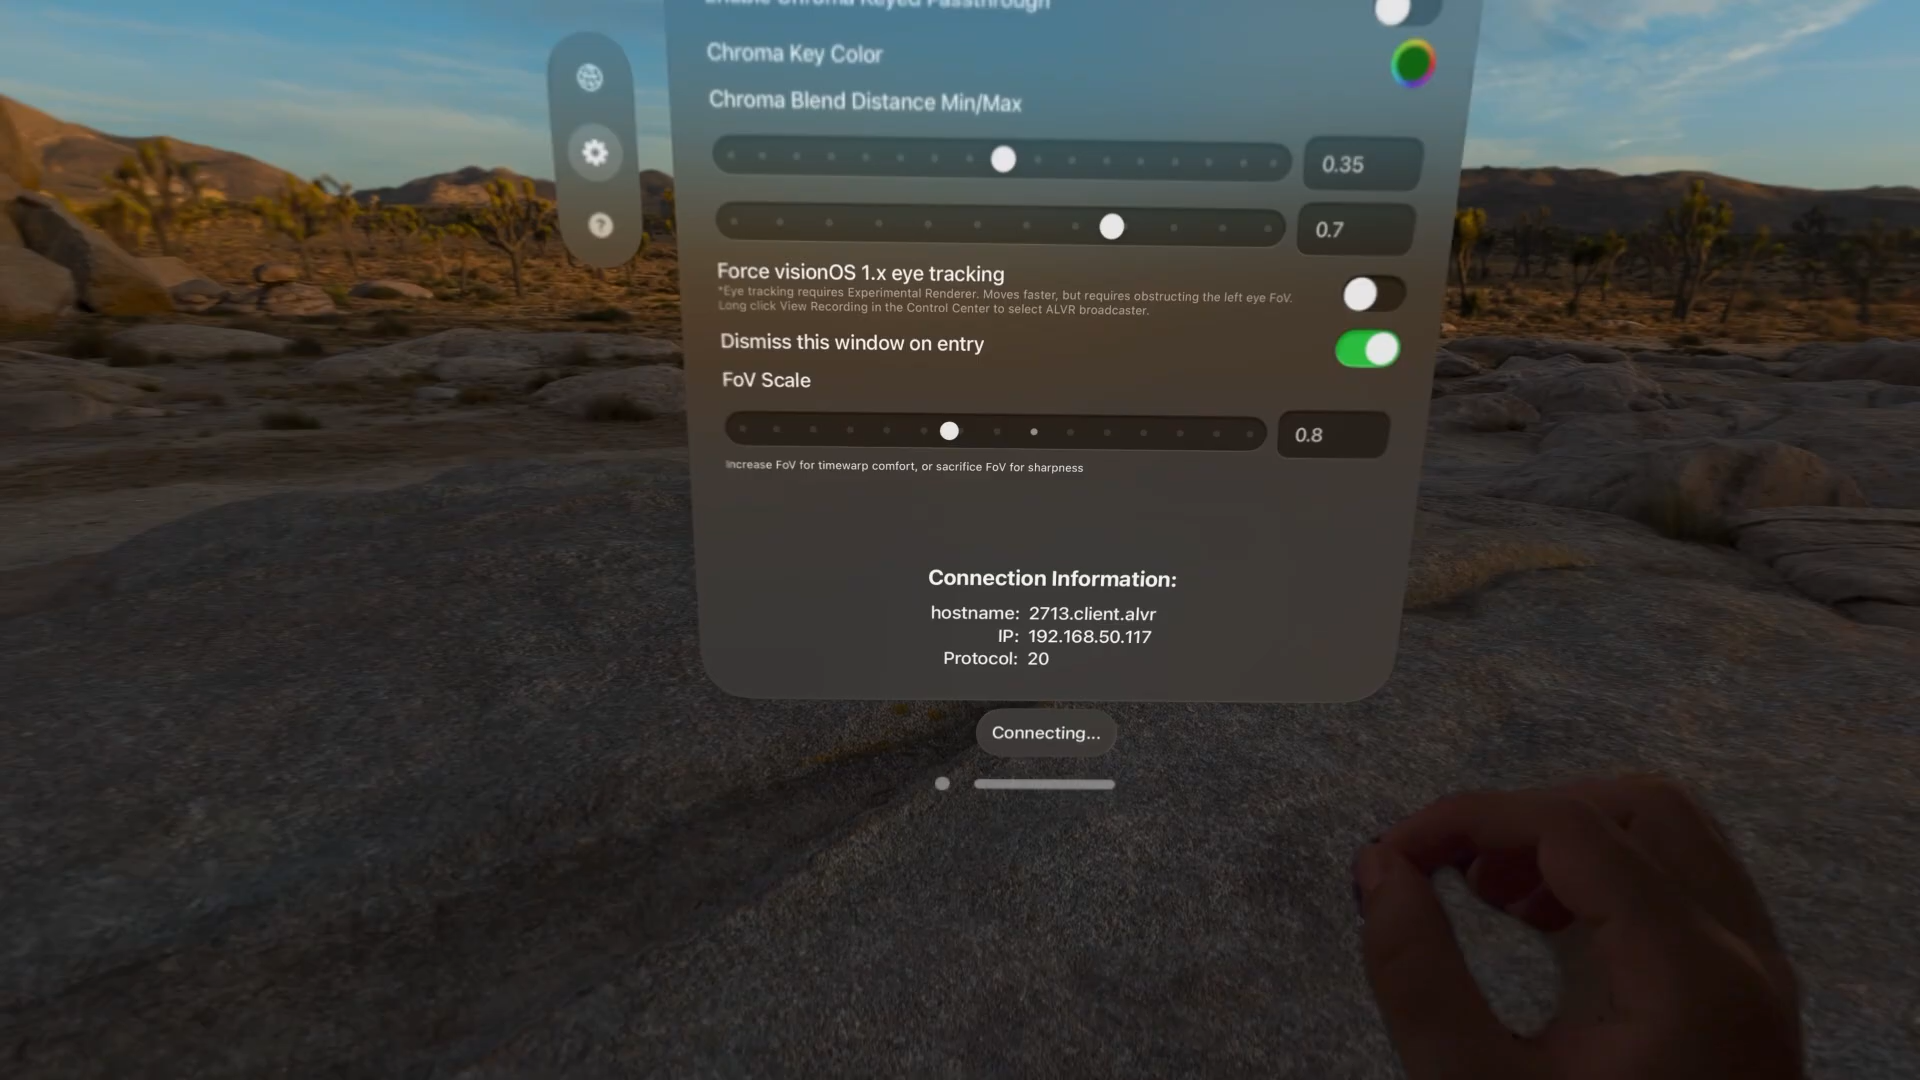 Enable Chroma Keyed Passthrough
Chroma Key Color
Chroma Blend Distance Min/Max
0.35
0.7
Force visionOS 1.x eye tracking
*Eye tracking requires Experimental Renderer. Moves faster, but requires obstructing the left eye FoV.
Long click View Recording in the Control Center to select ALVR broadcaster.
Dismiss this window on entry
FoV Scale
0.8
Increase FoV for timewarp comfort, or sacrifice FoV for sharpness
Connection Information:
hostname: 2713.client.alvr
IP: 192.168.50.117
Protocol: 20
Connecting...